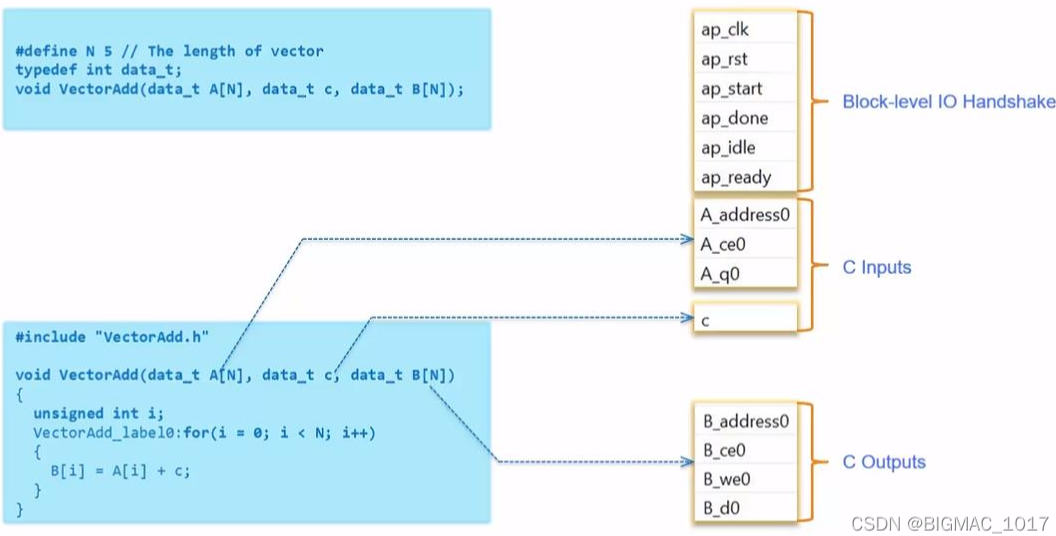 #define N 5 // The length of vector
typedef int data_t;
void VectorAdd(data_t A[N], data_t c, data_t B[N]);
#include "VectorAdd.h"
void VectorAdd(data_t A[N], data_t c, data_t B[N])
{
unsigned int i;
VectorAdd_label0:for(i = 0; i < N; i++)
{
B[i] = A[i] + c;
}
}
ap_clk
ap_rst
ap_start
ap_done
ap_idle
ap_ready
Block-level IO Handshake
A_address0
A_ce0
A_q0
c
C Inputs
B_address0
B_ce0
B_we0
B_d0
C Outputs
CSDN @BIGMAC_1017